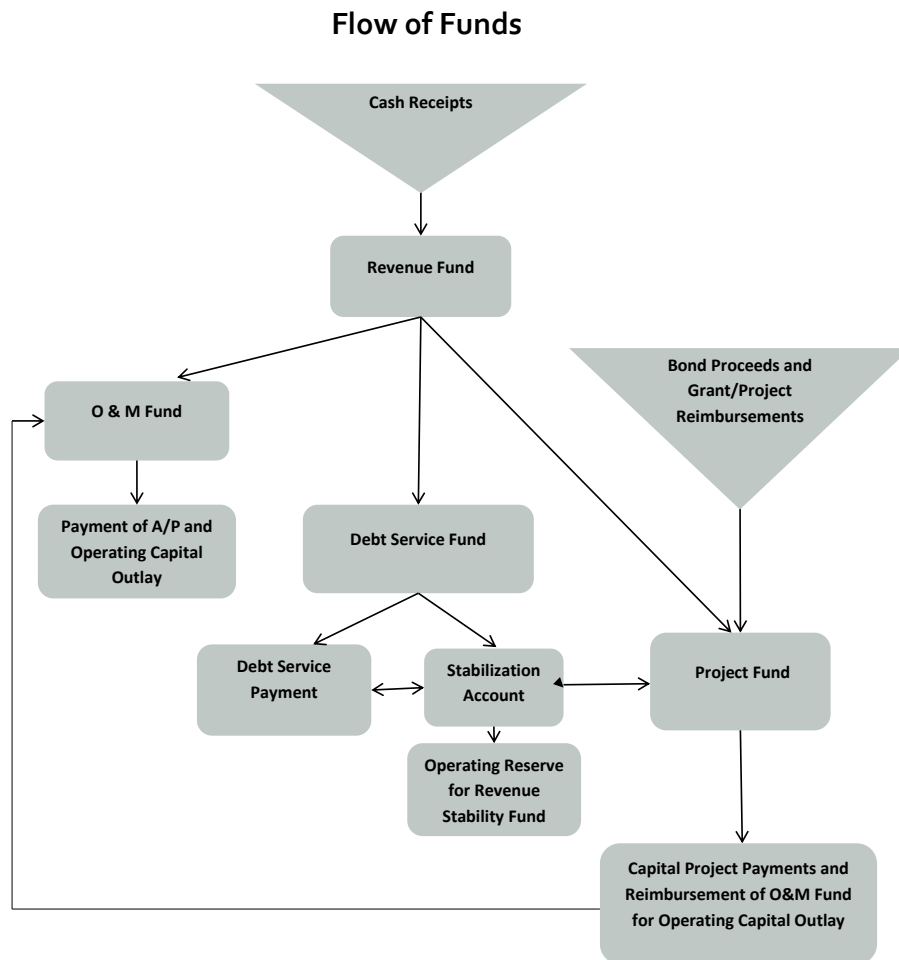 Flow of Funds
Cash Receipts
Revenue Fund
Bond Proceeds and
Grant/Project
Reimbursements
O & M Fund
Payment of A/P and
Operating Capital
Outlay
Debt Service Fund
Debt Service
Payment
Stabilization
Account
Project Fund
Operating Reserve
for Revenue
Stability Fund
Capital Project Payments and
Reimbursement of O&M Fund
for Operating Capital Outlay